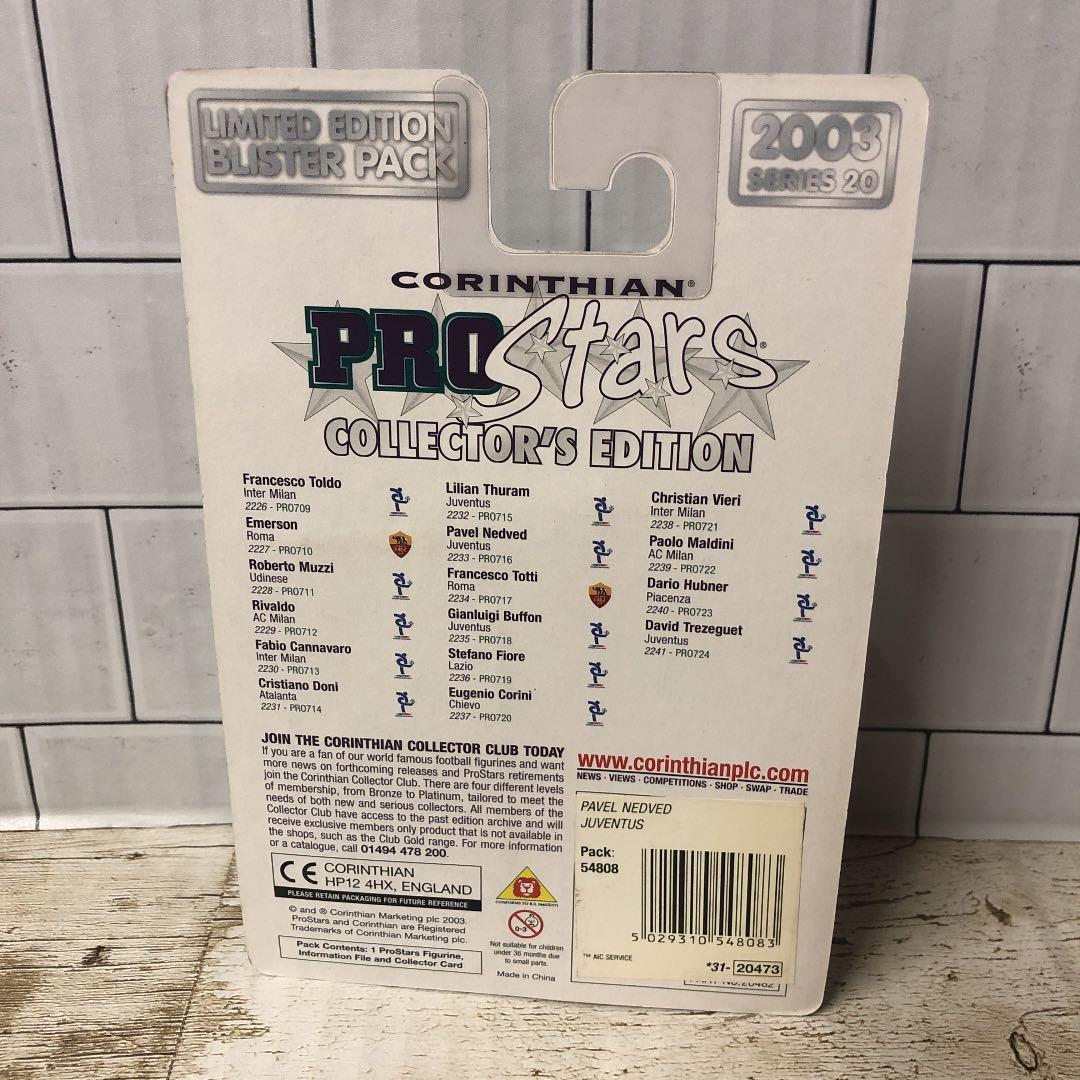 LIMITED EDITION
BLISTER PACK
2003
SERIES 20
CORINTHIAN®
PROStars®
COLLECTOR'S EDITION
Francesco Toldo
Inter Milan
2226 - PRO709
Emerson
Roma
2227 - PRO710
Roberto Muzzi
Udinese
2228 - PRO711
Rivaldo
AC Milan
2229 - PRO712
Fabio Cannavaro
Inter Milan
2230 - PRO713
Cristiano Doni
Atalanta
2231 - PRO714
Lilian Thuram
Juventus
2232 - PRO715
Pavel Nedved
Juventus
2233 - PRO716
Francesco Totti
Roma
2234 - PRO717
Gianluigi Buffon
Juventus
2235 - PRO718
Stefano Fiore
Lazio
2236 - PRO719
Eugenio Corini
Chievo
2237 - PRO720
Christian Vieri
Inter Milan
2238 - PRO721
Paolo Maldini
AC Milan
2239 - PRO722
Dario Hubner
Piacenza
2240 - PRO723
David Trezeguet
Juventus
2241 - PRO724
JOIN THE CORINTHIAN COLLECTOR CLUB TODAY
If you are a fan of our world famous football figurines and want
more news on forthcoming releases and ProStars retirements
join the Corinthian Collector Club. There are four different levels
of membership, from Bronze to Platinum, tailored to meet the
needs of both new and serious collectors. All members of the
Collector Club have access to the past edition archive and will
receive exclusive members only product that is not available in
the shops, such as the Club Gold range. For more information
or a catalogue, call 01494 478 200.
CE CORINTHIAN
HP12 4HX, ENGLAND
PLEASE RETAIN PACKAGING FOR FUTURE REFERENCE
© and ® Corinthian Marketing plc 2003.
ProStars and Corinthian are Registered
Trademarks of Corinthian Marketing plc.
Pack Contents: 1 ProStars Figurine,
Information File and Collector Card
0-3
Not suitable for children
under 36 months due
to small parts.
Made in China
www.corinthianplc.com
NEWS · VIEWS · COMPETITIONS · SHOP · SWAP · TRADE
PAVEL NEDVED
JUVENTUS
Pack:
54808
5 029310 548083
™ AIC SERVICE
*31- 20473